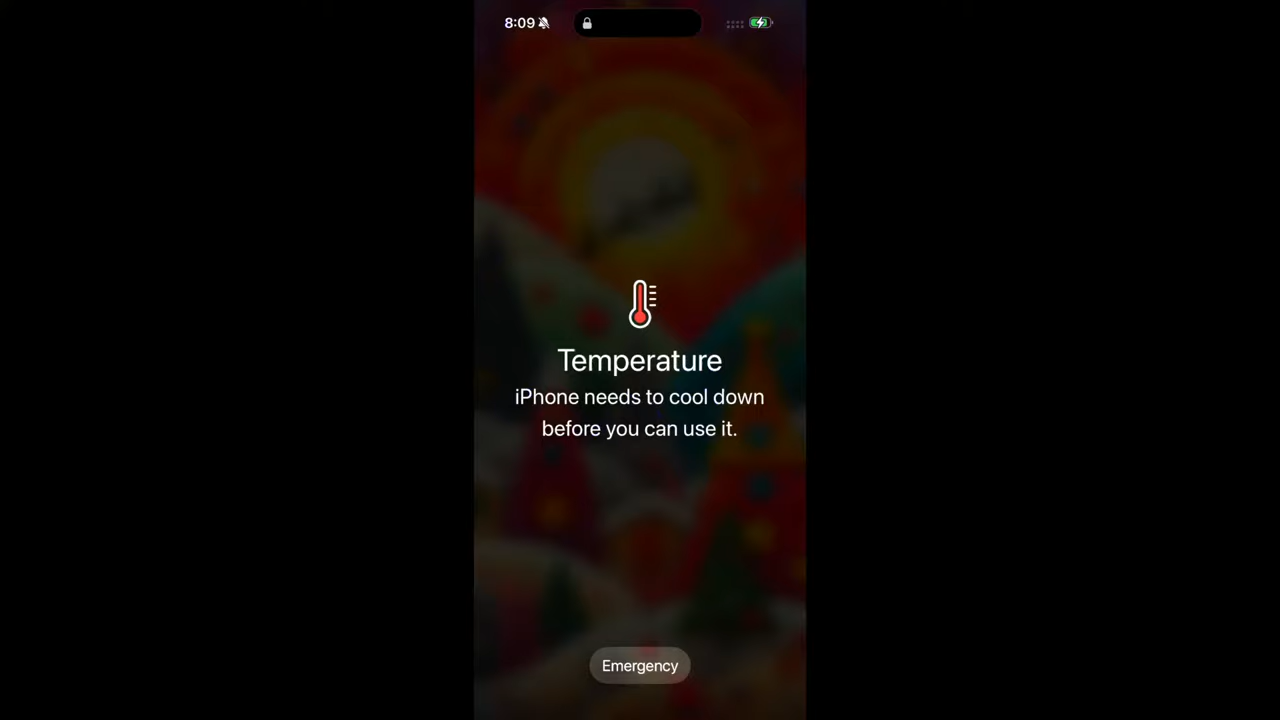 8:09
Temperature
iPhone needs to cool down
before you can use it.
Emergency